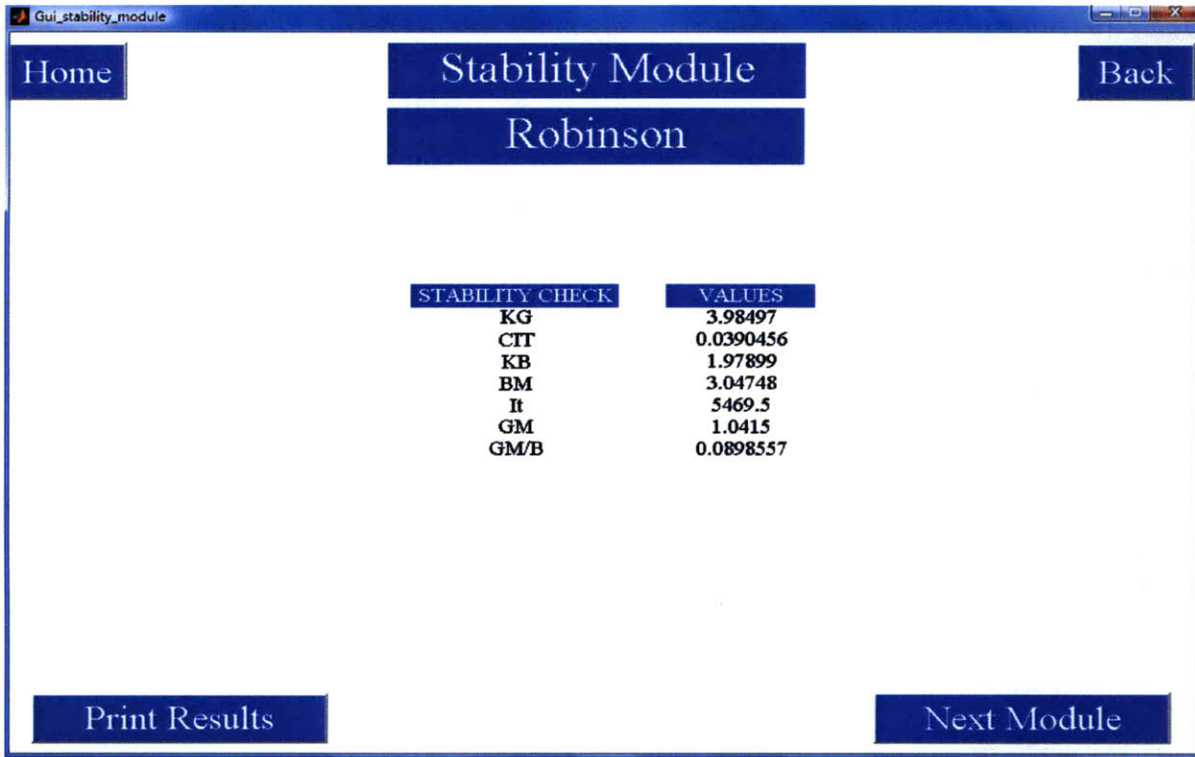 Gui_stability_module
Home
Stability Module
Back
Robinson
STABILITY CHECK VALUES
KG 3.98497
CIT 0.0390456
KB 1.97899
BM 3.04748
It 5469.5
GM 1.0415
GM/B 0.0898557
Print Results
Next Module